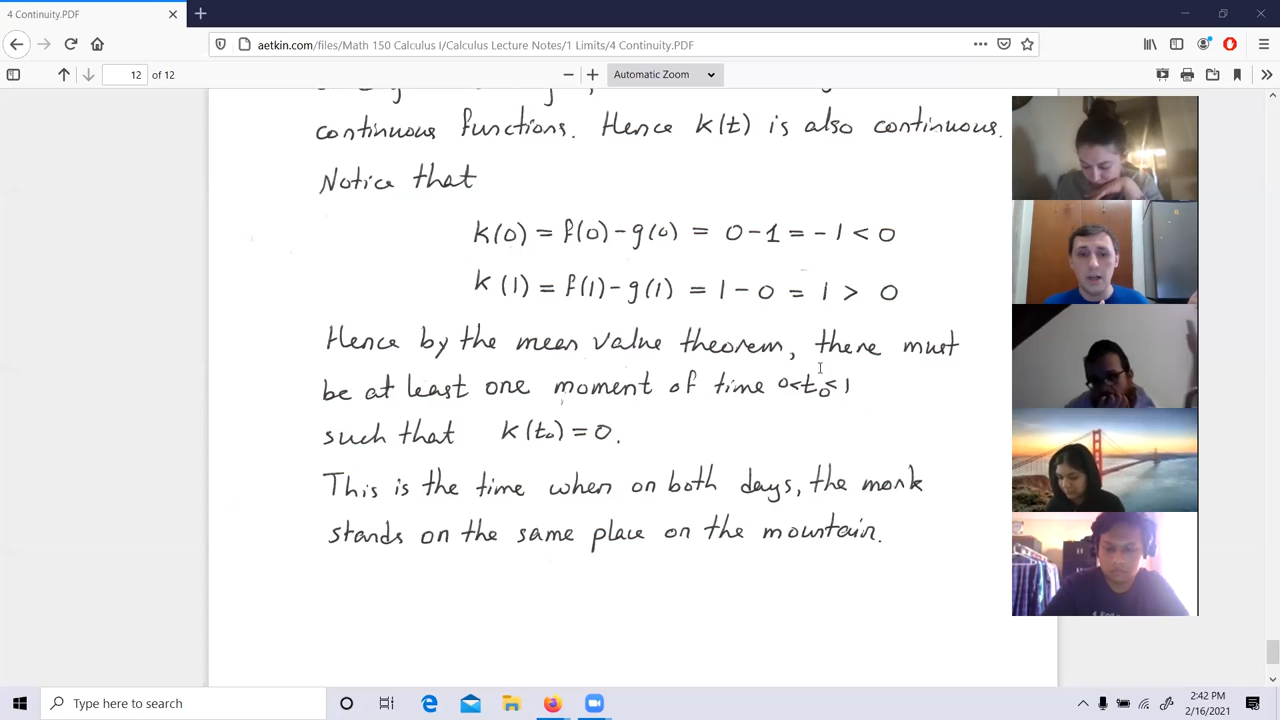 4 Continuity.PDF
aetkin.com/files/Math 150 Calculus I/Calculus Lecture Notes/1 Limits/4 Continuity.PDF
12 of 12
Automatic Zoom
continuous functions. Hence k(t) is also continuous.
Notice that
k(0) = f(0) - g(0) = 0 - 1 = - 1 < 0
k(1) = f(1) - g(1) = 1 - 0 = 1 > 0
Hence by the mean value theorem, there must
be at least one moment of time 0<t₀<1
such that k(t₀) = 0.
This is the time when on both days, the monk
stands on the same place on the mountain.
Type here to search
2:42 PM
2/16/2021